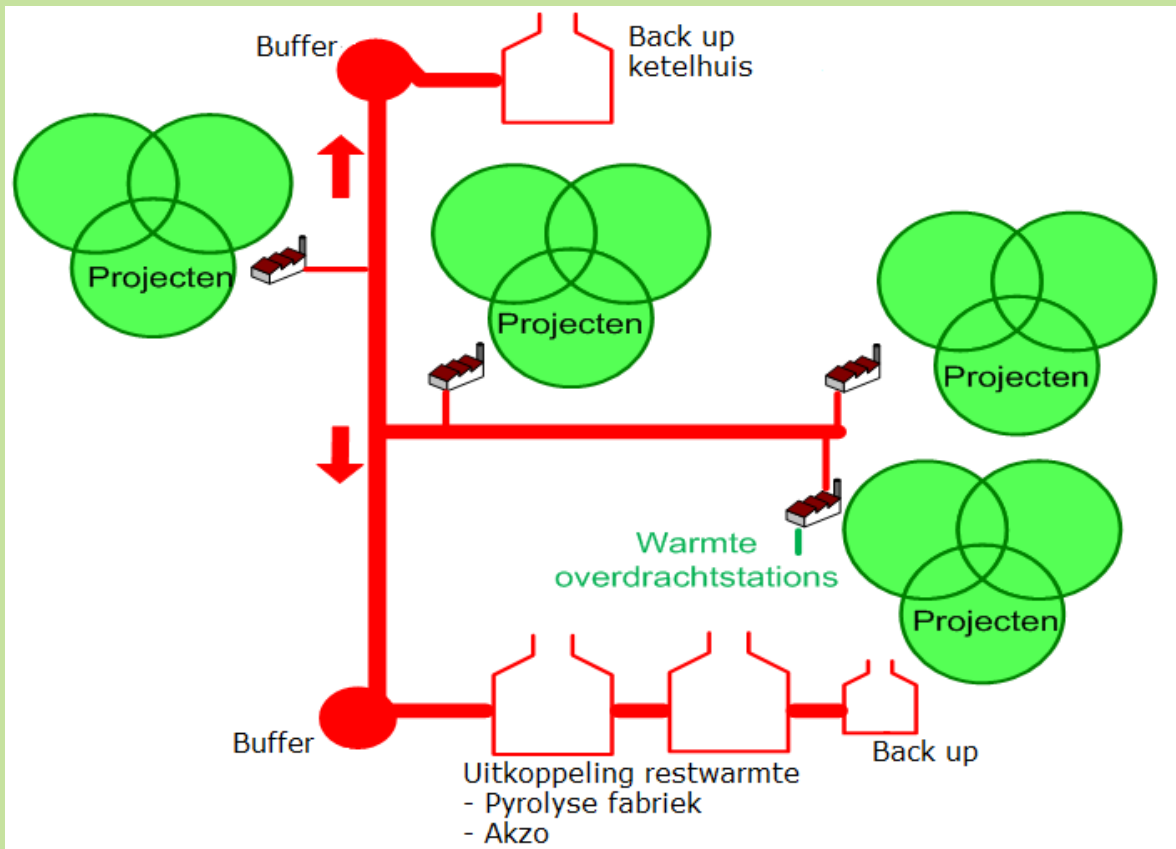 Buffer
Back up
ketelhuis
Projecten
Projecten
Projecten
Warmte
overdrachtstations
Projecten
Buffer
Back up
Uitkoppeling restwarmte
- Pyrolyse fabriek
- Akzo